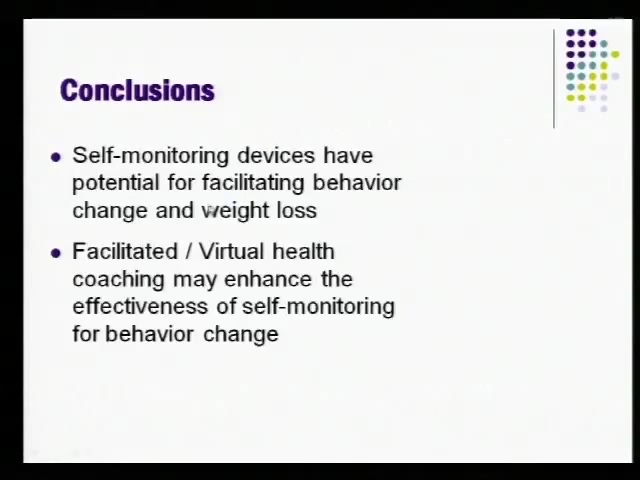 Conclusions
Self-monitoring devices have
potential for facilitating behavior
change and weight loss
Facilitated / Virtual health
coaching may enhance the
effectiveness of self-monitoring
for behavior change